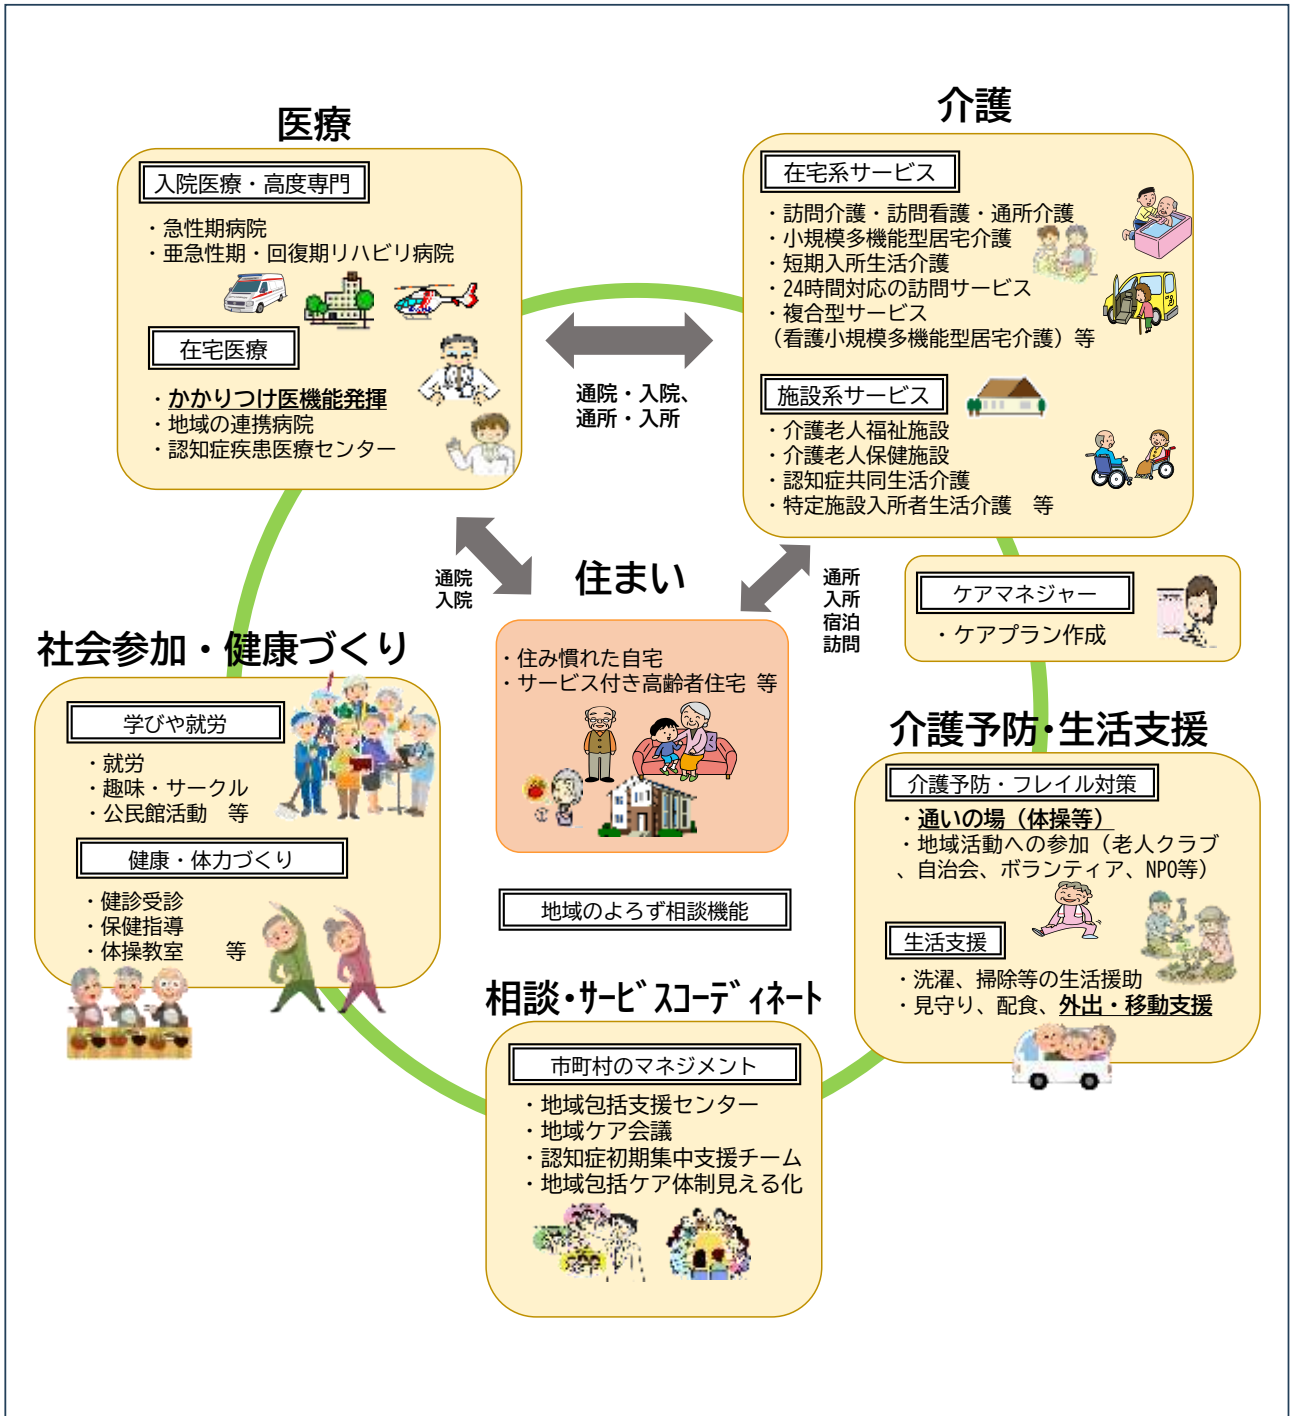 医療
入院医療・高度専門
・急性期病院
・亜急性期・回復期リハビリ病院
在宅医療
・かかりつけ医機能発揮
・地域の連携病院
・認知症疾患医療センター
介護
在宅系サービス
・訪問介護・訪問看護・通所介護
・小規模多機能型居宅介護
・短期入所生活介護
・24時間対応の訪問サービス
・複合型サービス
（看護小規模多機能型居宅介護）等
施設系サービス
・介護老人福祉施設
・介護老人保健施設
・認知症共同生活介護
・特定施設入所者生活介護　等
通院・入院、
通所・入所
通院
入院
住まい
・住み慣れた自宅
・サービス付き高齢者住宅 等
通所
入所
宿泊
訪問
ケアマネジャー
・ケアプラン作成
社会参加・健康づくり
学びや就労
・就労
・趣味・サークル
・公民館活動　等
健康・体力づくり
・健診受診
・保健指導
・体操教室　　等
介護予防・生活支援
介護予防・フレイル対策
・通いの場（体操等）
・地域活動への参加（老人クラブ
、自治会、ボランティア、NPO等）
生活支援
・洗濯、掃除等の生活援助
・見守り、配食、外出・移動支援
地域のよろず相談機能
相談・ｻｰﾋﾞｽｺｰﾃﾞｨﾈｰﾄ
市町村のマネジメント
・地域包括支援センター
・地域ケア会議
・認知症初期集中支援チーム
・地域包括ケア体制見える化